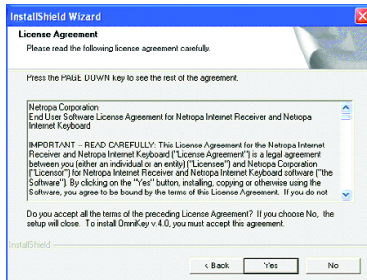 InstallShield Wizard
License Agreement
Please read the following license agreement carefully.
Press the PAGE DOWN key to see the rest of the agreement.
Netropa Corporation
End User Software License Agreement for Netropa Internet Receiver and Netropa
Internet Keyboard
IMPORTANT -- READ CAREFULLY: This License Agreement for the Netropa Internet
Receiver and Netropa Internet Keyboard ("License Agreement") is a legal agreement
between you (either an individual or an entity) ("Licensee") and Netropa Corporation
("Licensor") for Netropa Internet Receiver and Netropa Internet Keyboard software ("the
Software"). By clicking on the "Yes" button, installing, copying or otherwise using the
Software, you agree to be bound by the terms of this License Agreement. If you do not
Do you accept all the terms of the preceding License Agreement? If you choose No, the
setup will close. To install OmniKey v.4.0, you must accept this agreement.
InstallShield
< Back
Yes
No